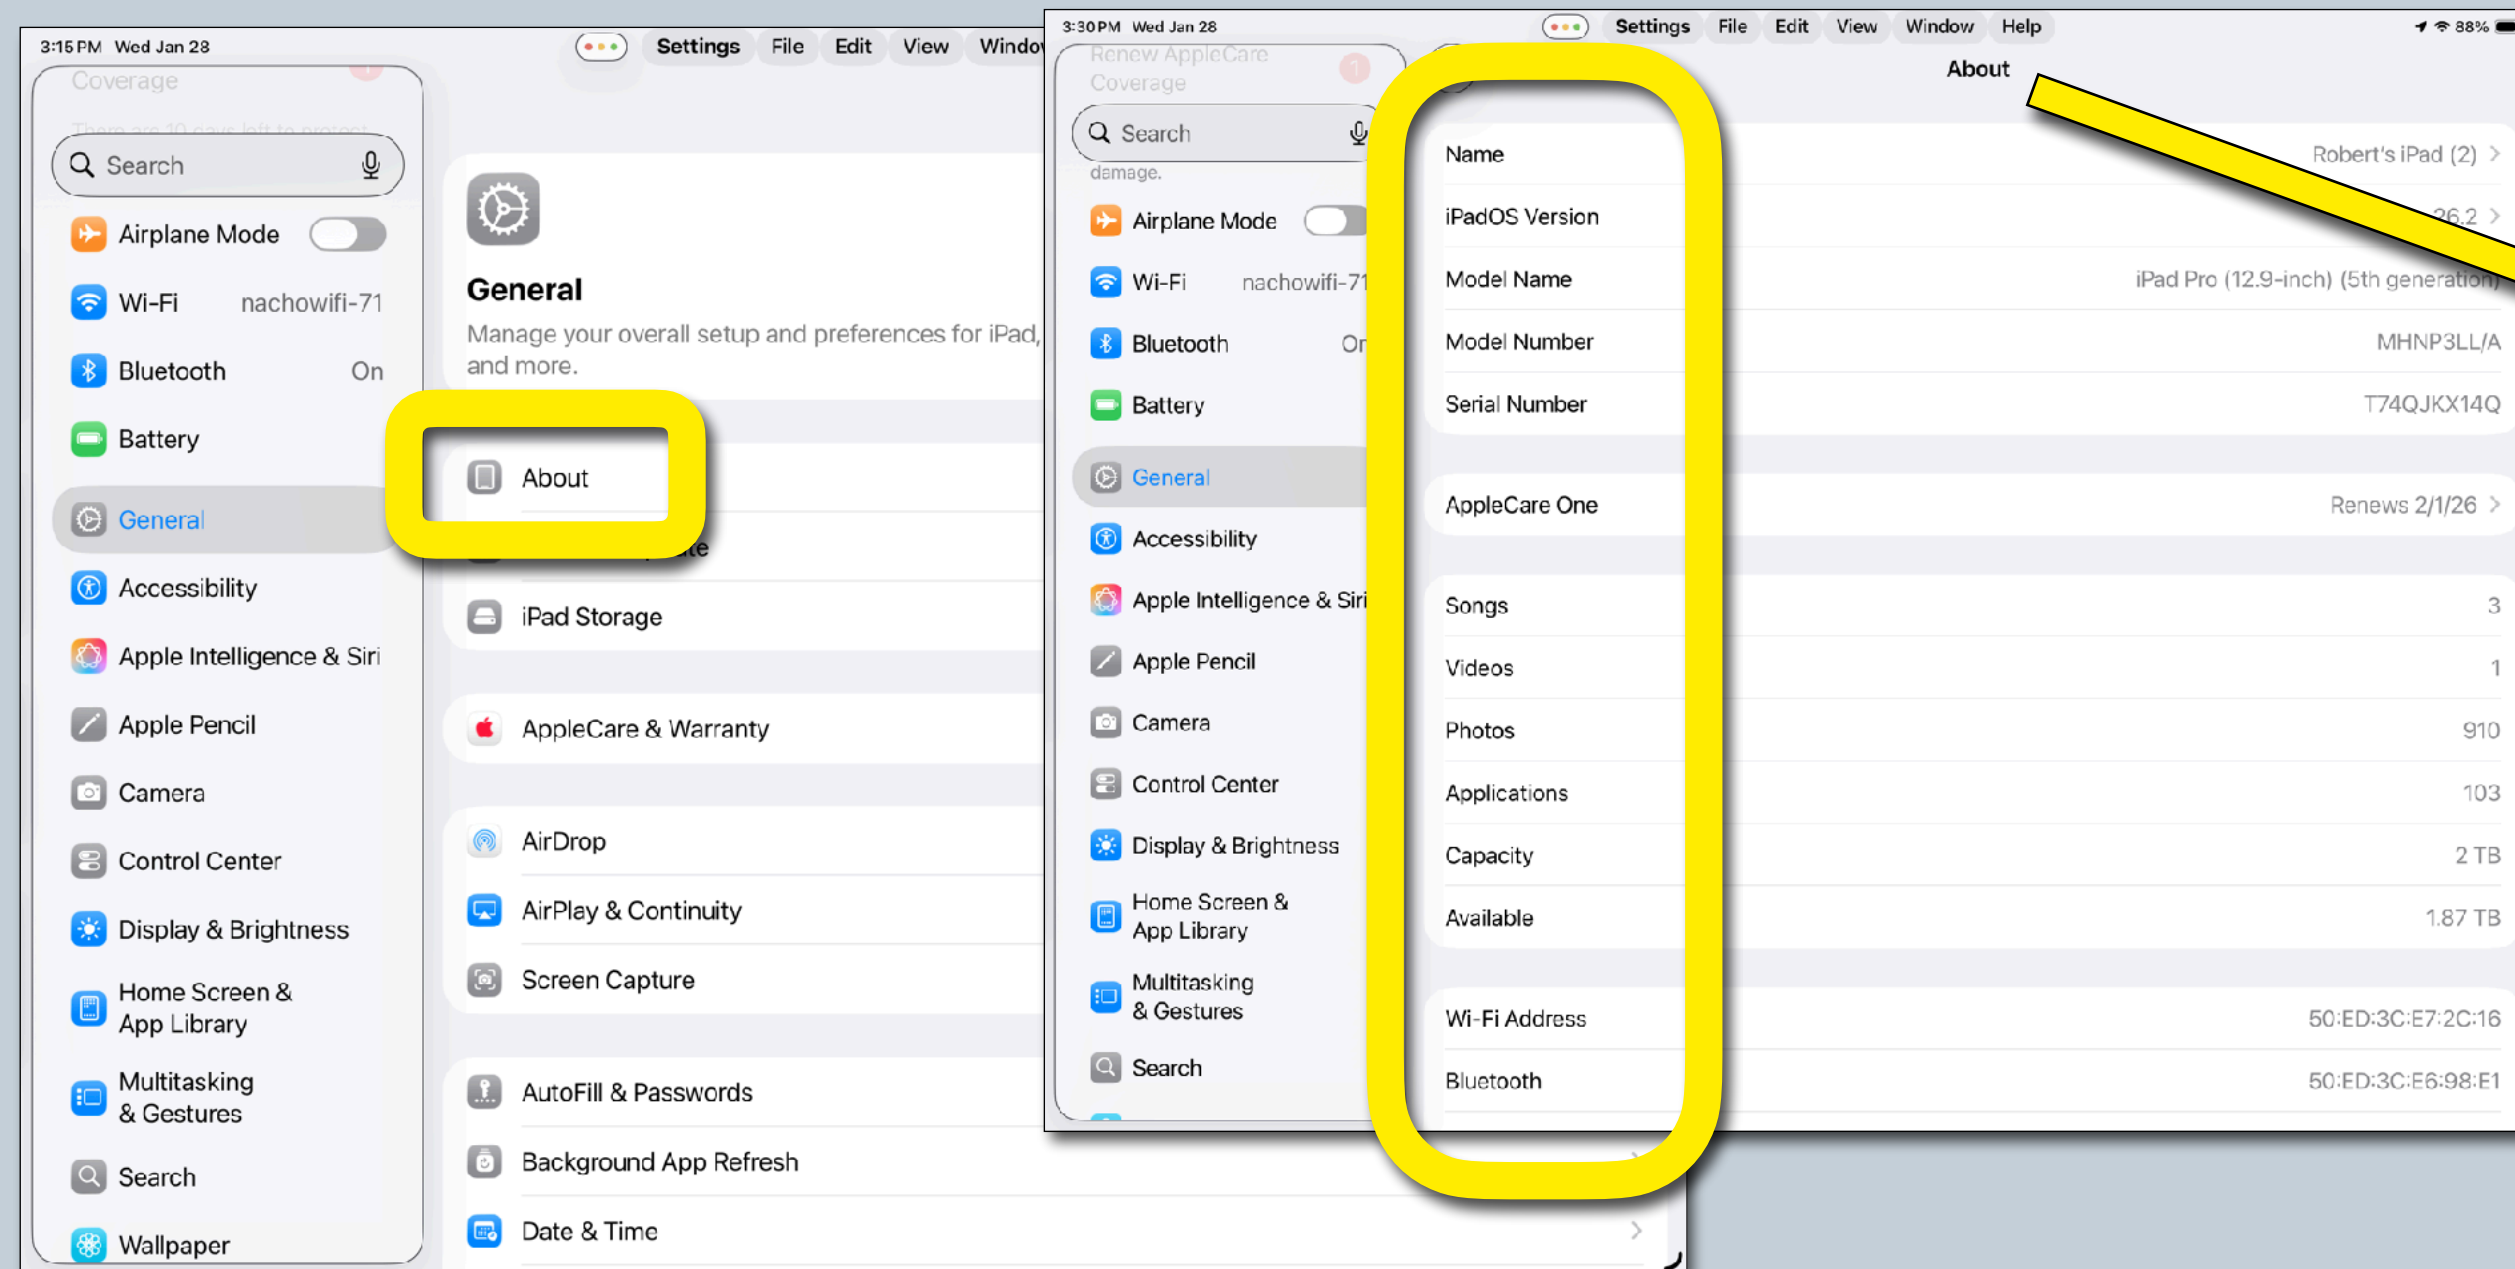 3:15 PM Wed Jan 28
Settings File Edit View
Coverage
There are 10 days left to protect
Search
Airplane Mode
Wi-Fi nachowifi-71
Bluetooth On
Battery
General
Accessibility
Apple Intelligence & Siri
Apple Pencil
Camera
Control Center
Display & Brightness
Home Screen &
App Library
Multitasking
& Gestures
Search
Wallpaper
General
Manage your overall setup and preferences for iPad,
and more.
About
iPad Storage
AppleCare & Warranty
AirDrop
AirPlay & Continuity
Screen Capture
AutoFill & Passwords
Background App Refresh
Date & Time
3:30 PM Wed Jan 28
Settings File Edit View Window Help
88%
Renew AppleCare
Coverage
1
Search
damage.
Airplane Mode
Wi-Fi nachowifi-71
Bluetooth
Battery
General
Accessibility
Apple Intelligence & Siri
Apple Pencil
Camera
Control Center
Display & Brightness
Home Screen &
App Library
Multitasking
& Gestures
Search
About
Name Robert's iPad (2)
iPadOS Version 26.2
Model Name iPad Pro (12.9-inch) (5th generation)
Model Number MHNP3LL/A
Serial Number T74QJKX14Q
AppleCare One Renews 2/1/26
Songs 3
Videos 1
Photos 910
Applications 103
Capacity 2 TB
Available 1.87 TB
Wi-Fi Address 50:ED:3C:E7:2C:16
Bluetooth 50:ED:3C:E6:98:E1